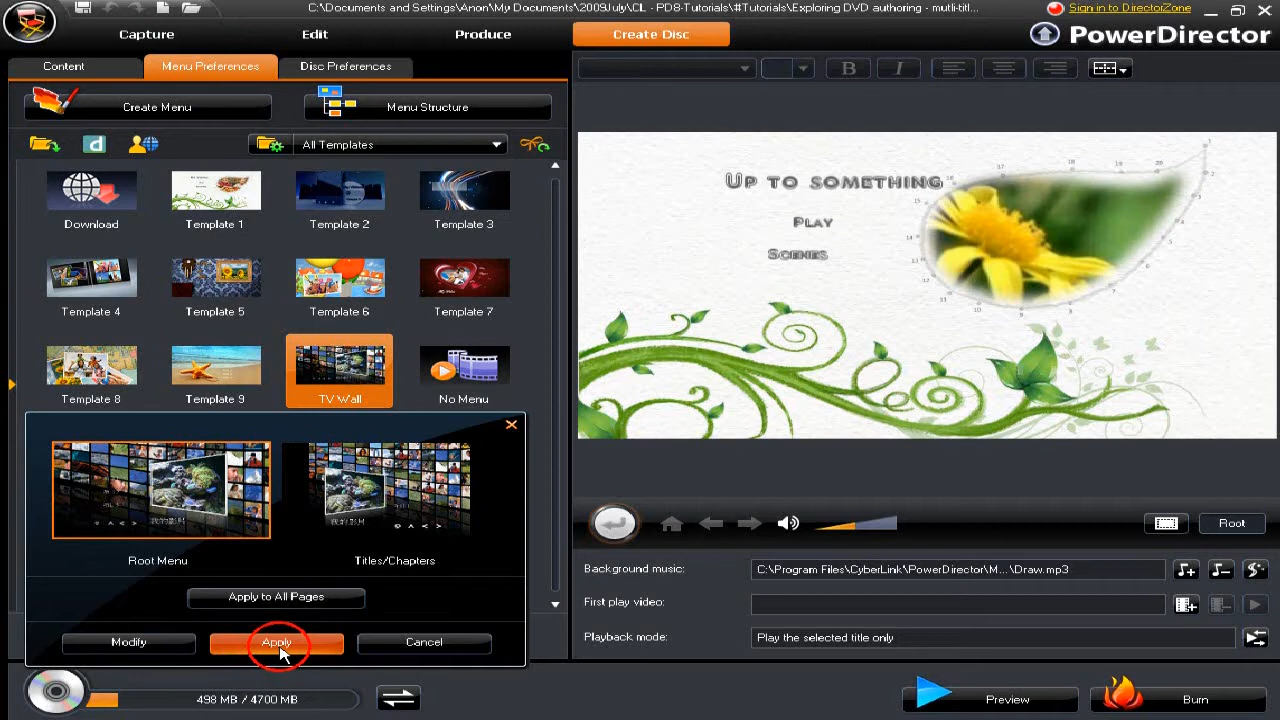 C:\Documents and Settings\Anon\My Documents\2009July\CL - PD8-Tutorials\#Tutorials\Exploring DVD authoring - mutli-titl...
Sign in to DirectorZone
Capture
Edit
Produce
Create Disc
PowerDirector
Content
Menu Preferences
Disc Preferences
B
I
Create Menu
Menu Structure
d
All Templates
Download
Template 1
Template 2
Template 3
Template 4
Template 5
Template 6
Template 7
Template 8
Template 9
TV Wall
No Menu
Root Menu
Titles/Chapters
Apply to All Pages
Modify
Apply
Cancel
498 MB / 4700 MB
Up to something
Play
Scenes
Root
Background music:
C:\Program Files\CyberLink\PowerDirector\M...\Draw.mp3
First play video:
Playback mode:
Play the selected title only
Preview
Burn